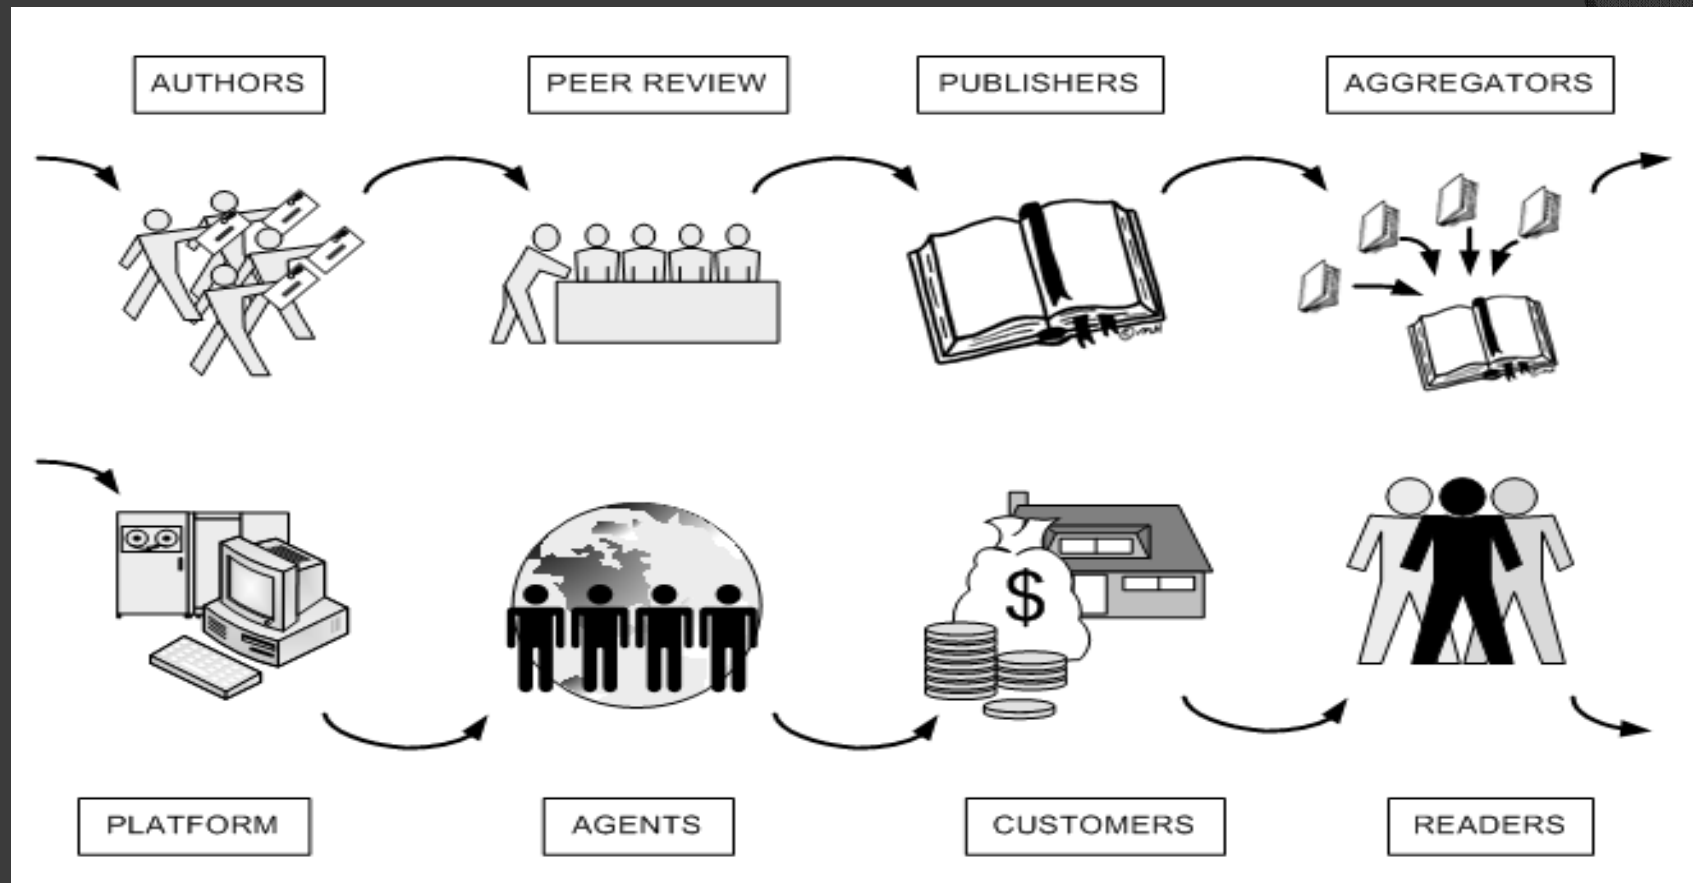 AUTHORS
PEER REVIEW
PUBLISHERS
AGGREGATORS
$
PLATFORM
AGENTS
CUSTOMERS
READERS